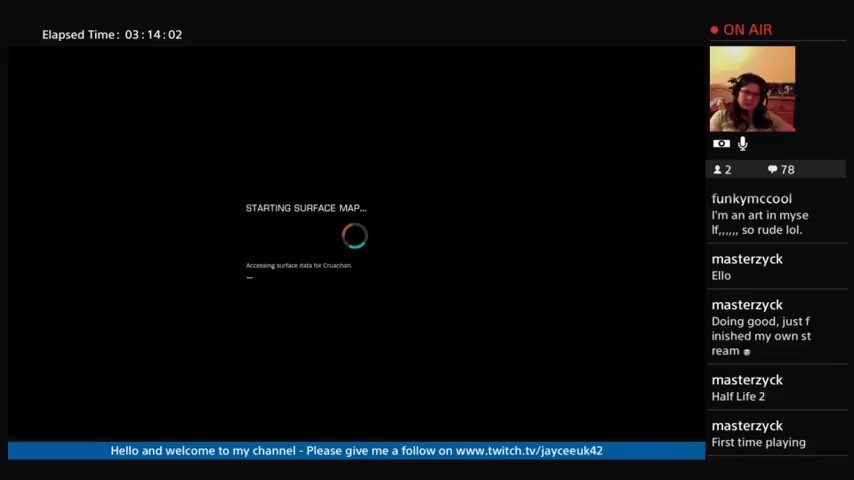 Elapsed Time: 03:14:02
ON AIR
STARTING SURFACE MAP...
Accessing surface data for Cruachan.
2 78
funkymccool
I'm an art in myse
lf,,,,,, so rude lol.
masterzyck
Ello
masterzyck
Doing good, just f
inished my own st
ream
masterzyck
Half Life 2
masterzyck
First time playing
Hello and welcome to my channel - Please give me a follow on www.twitch.tv/jayceeuk42